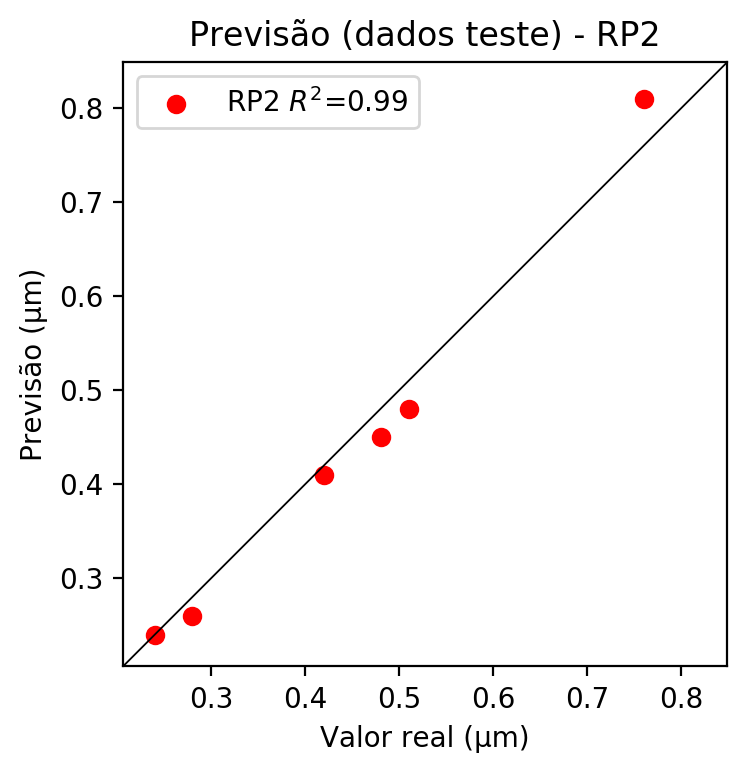 Previsão (dados teste) - RP2
RP2 R²=0.99
0.8
0.7
0.6
0.5
0.4
0.3
Previsão (µm)
0.3 0.4 0.5 0.6 0.7 0.8
Valor real (µm)